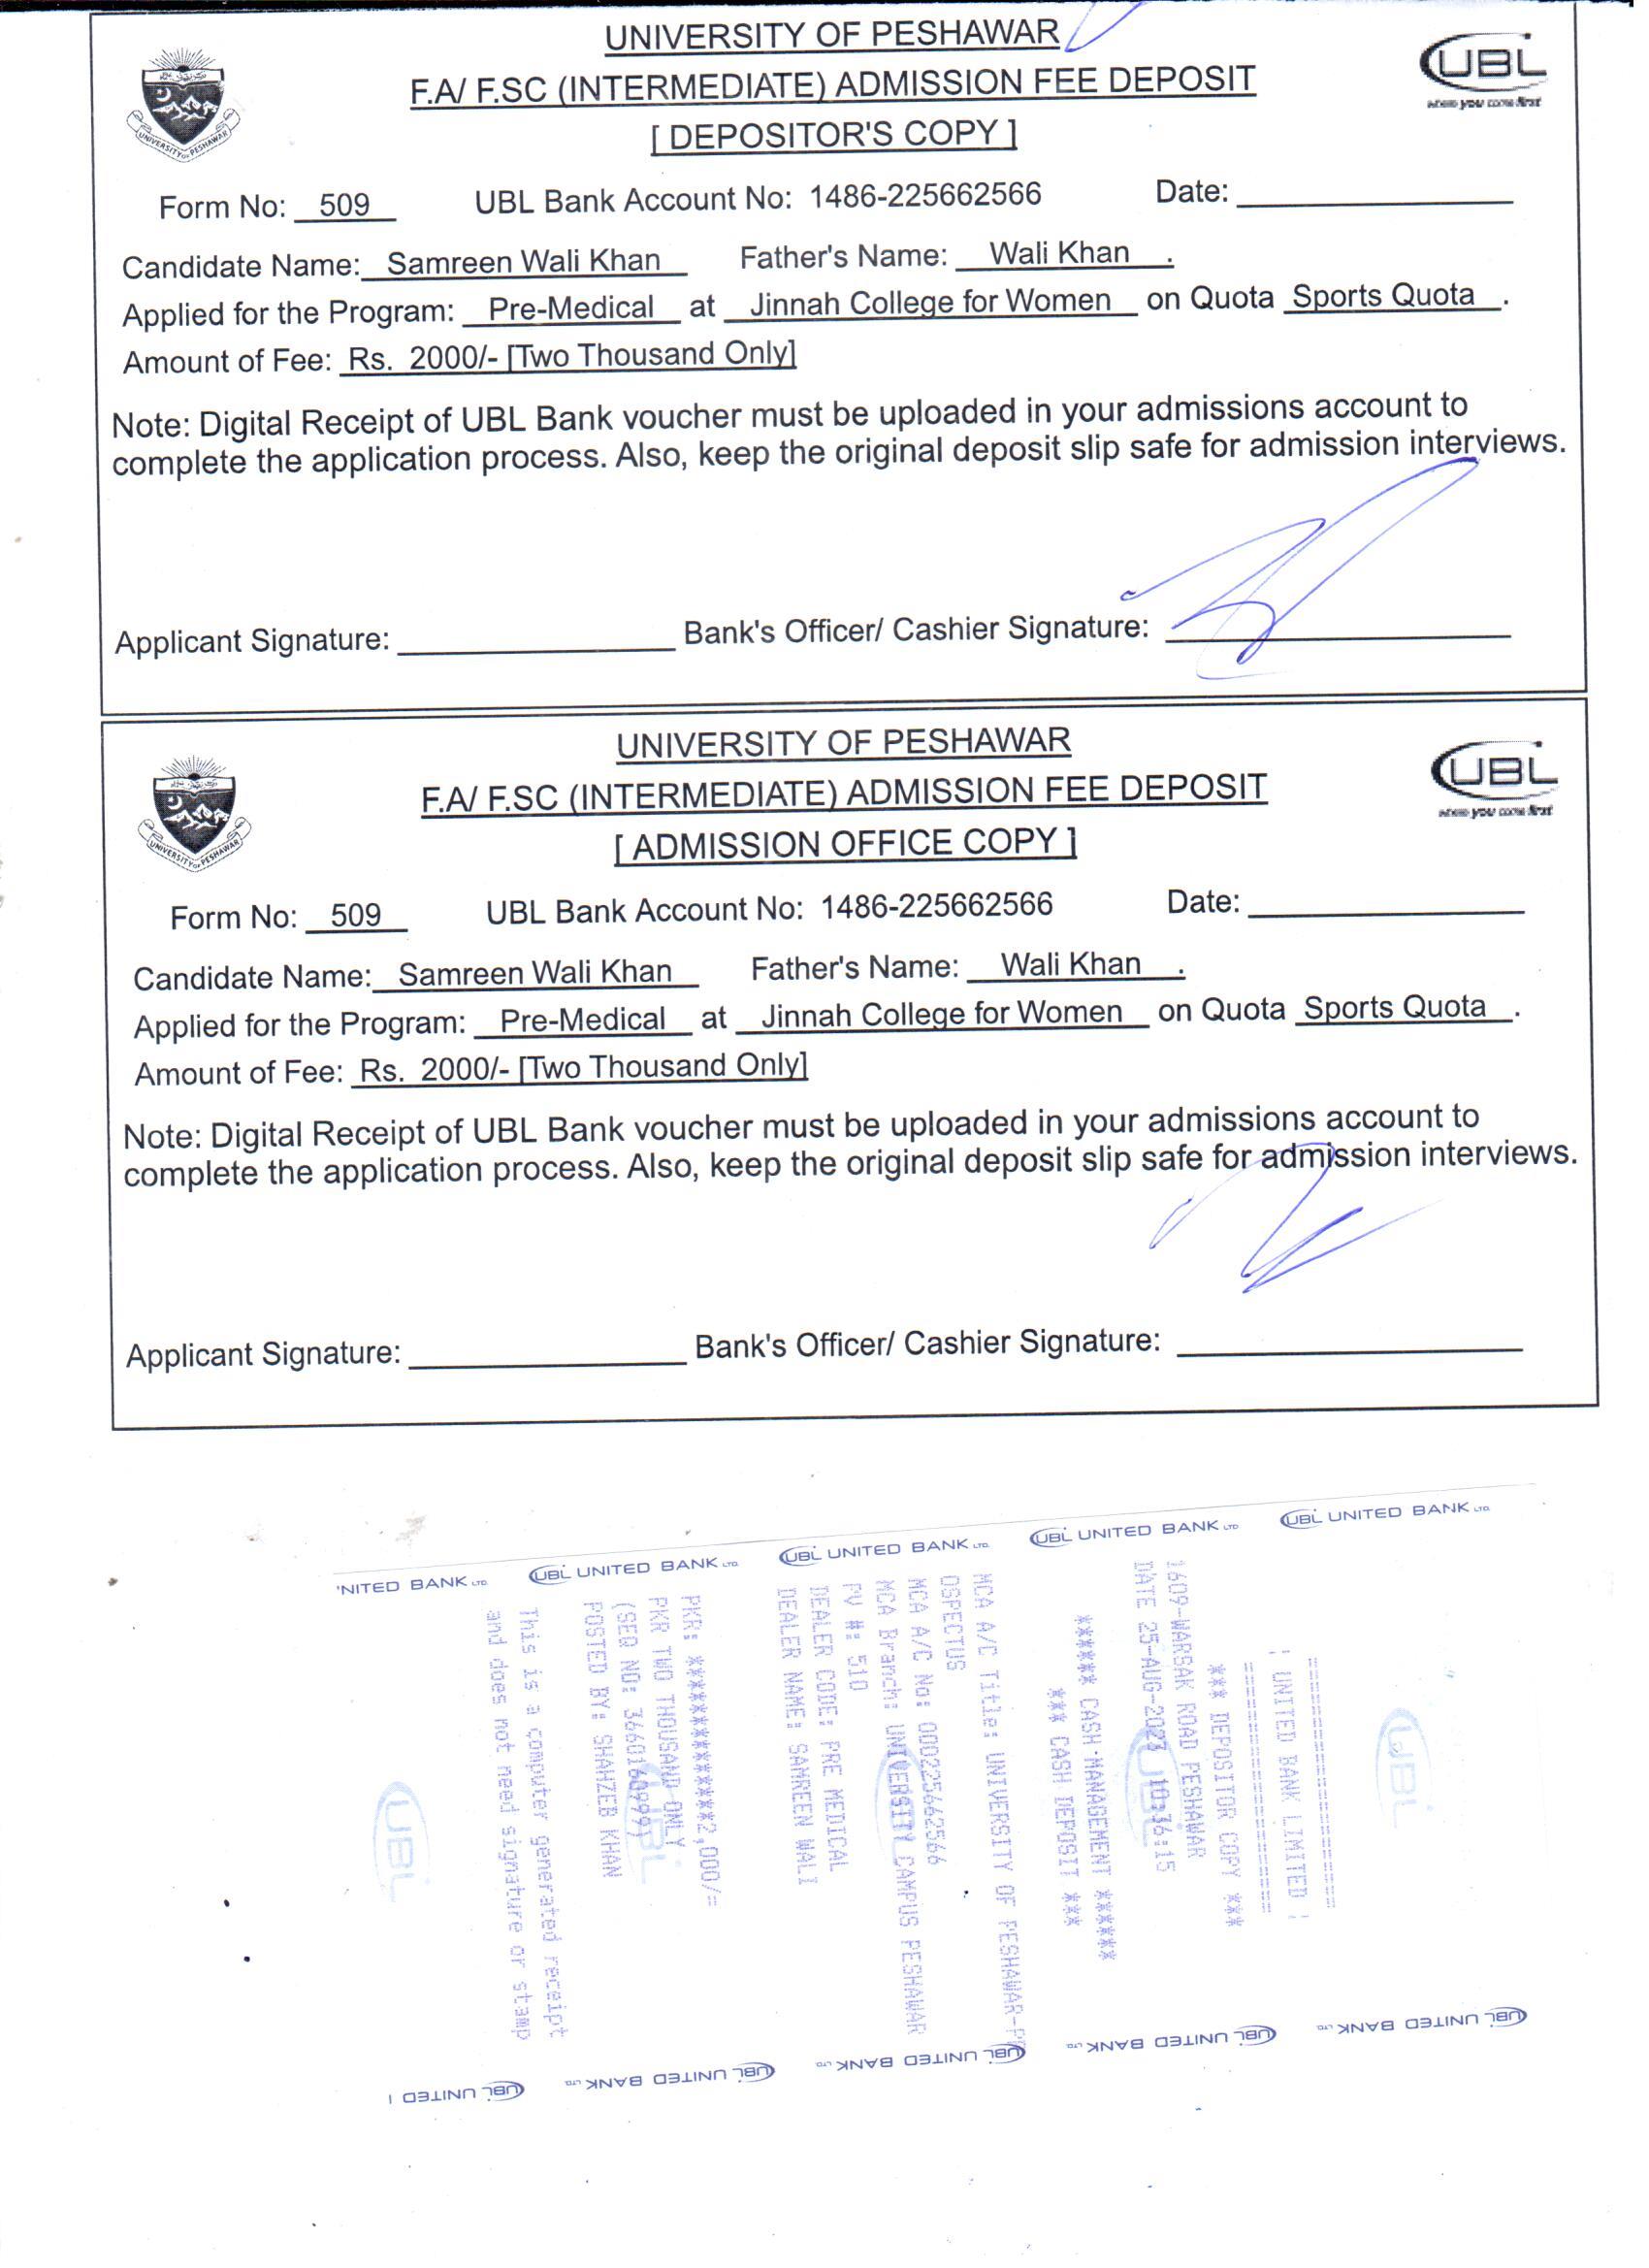 UNIVERSITY OF PESHAWAR
F.A/ F.SC (INTERMEDIATE) ADMISSION FEE DEPOSIT
[ DEPOSITOR'S COPY ]
UNIVERSITY OF PESHAWAR
UBL
where you come first
Form No: 509 UBL Bank Account No: 1486-225662566 Date:
Candidate Name: Samreen Wali Khan Father's Name: Wali Khan .
Applied for the Program: Pre-Medical at Jinnah College for Women on Quota Sports Quota .
Amount of Fee: Rs. 2000/- [Two Thousand Only]
Note: Digital Receipt of UBL Bank voucher must be uploaded in your admissions account to
complete the application process. Also, keep the original deposit slip safe for admission interviews.
Applicant Signature: Bank's Officer/ Cashier Signature:
UNIVERSITY OF PESHAWAR
F.A/ F.SC (INTERMEDIATE) ADMISSION FEE DEPOSIT
[ ADMISSION OFFICE COPY ]
UNIVERSITY OF PESHAWAR
UBL
where you come first
Form No: 509 UBL Bank Account No: 1486-225662566 Date:
Candidate Name: Samreen Wali Khan Father's Name: Wali Khan .
Applied for the Program: Pre-Medical at Jinnah College for Women on Quota Sports Quota .
Amount of Fee: Rs. 2000/- [Two Thousand Only]
Note: Digital Receipt of UBL Bank voucher must be uploaded in your admissions account to
complete the application process. Also, keep the original deposit slip safe for admission interviews.
Applicant Signature: Bank's Officer/ Cashier Signature:
'NITED BANK LTD. UBL UNITED BANK LTD. UBL UNITED BANK LTD. UBL UNITED BANK LTD. UBL UNITED BANK LTD.
| UNITED BANK LIMITED |
*** DEPOSITOR COPY ***
1609-WARSAK ROAD PESHAWAR
DATE 25-AUG-2023 10:36:15
****** CASH MANAGEMENT ******
*** CASH DEPOSIT ***
MCA A/C Title: UNIVERSITY OF PESHAWAR-PR
OSPECTUS
MCA A/C No: 000225662566
MCA Branch: UNIVERSITY CAMPUS PESHAWAR
PV #: 510
DEALER CODE: PRE MEDICAL
DEALER NAME: SAMREEN WALI
PKR: **************2,000/=
PKR TWO THOUSAND ONLY
POSTED BY: SHAHZEB KHAN
This is a computer generated receipt
and does not need signature or stamp
UBL UNITED BANK LTD. UBL UNITED BANK LTD. UBL UNITED BANK LTD. UBL UNITED BANK LTD. UBL UNITED